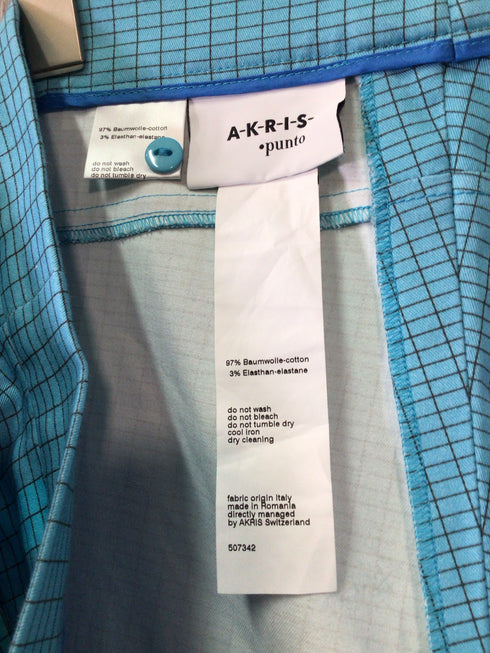 97% Baumwolle-cotton
3% Elasthan-elastane
do not wash
do not bleach
do not tumble dry
A-K-R-I-S-
•punto
97% Baumwolle-cotton
3% Elasthan-elastane
do not wash
do not bleach
do not tumble dry
cool iron
dry cleaning
fabric origin Italy
made in Romania
directly managed
by AKRIS Switzerland
507342